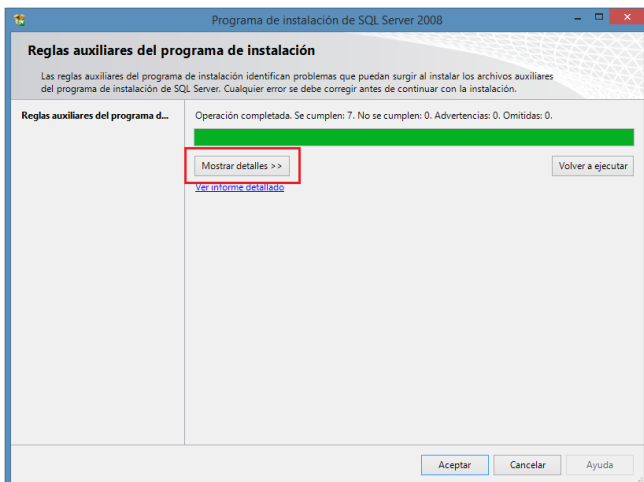 Programa de instalación de SQL Server 2008
Reglas auxiliares del programa de instalación
Las reglas auxiliares del programa de instalación identifican problemas que puedan surgir al instalar los archivos auxiliares
del programa de instalación de SQL Server. Cualquier error se debe corregir antes de continuar con la instalación.
Reglas auxiliares del programa d...
Operación completada. Se cumplen: 7. No se cumplen: 0. Advertencias: 0. Omitidas: 0.
Mostrar detalles >>
Volver a ejecutar
Ver informe detallado
Aceptar
Cancelar
Ayuda